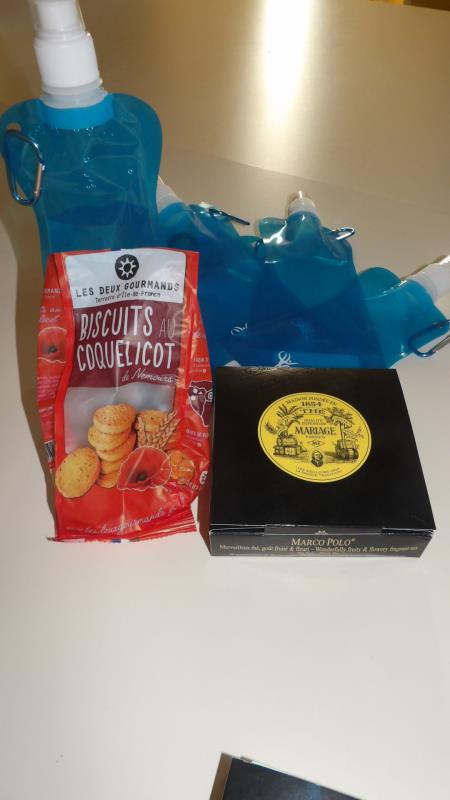 LES DEUX GOURMANDS
Terroirs d'Île-de-France
BISCUITS AU
COQUELICOT
de Nemours
MAISON FONDÉE EN
1854
THÉ
MARIAGE
MARCO POLO®
Merveilleux thé, goût fruité & fleuri - Wonderfully fruity & flowery fragrant tea